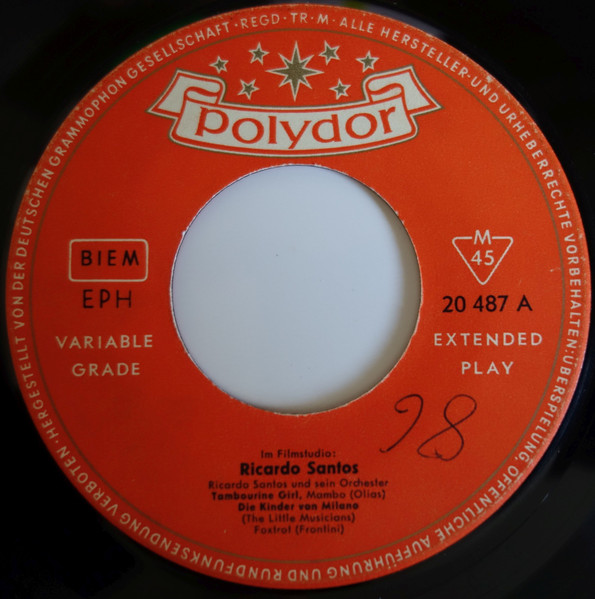 HERGESTELLT VON DER DEUTSCHEN GRAMMOPHON GESELLSCHAFT · REGD · TR · M · ALLE HERSTELLER- UND URHEBERRECHTE VORBEHALTEN: ÜBERSPIELUNG, ÖFFENTLICHE AUFFÜHRUNG UND RUNDFUNKSENDUNG VERBOTEN ·
polydor
BIEM
EPH
VARIABLE
GRADE
M
45
20 487 A
EXTENDED
PLAY
98
Im Filmstudio:
Ricardo Santos
Ricardo Santos und sein Orchester
Tambourine Girl, Mambo (Olias)
Die Kinder von Milano
(The Little Musicians)
Foxtrot (Frontini)